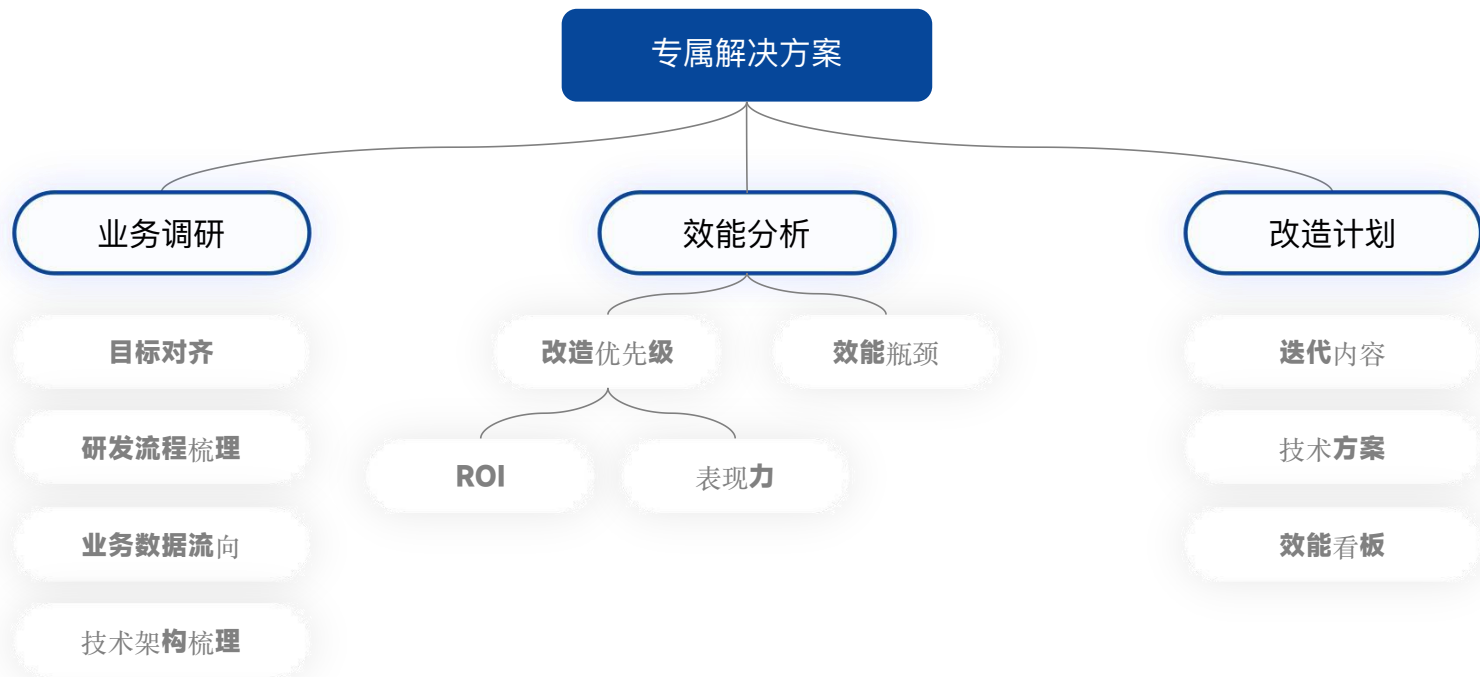 专属解决方案
业务调研
效能分析
改造计划
目标对齐
改造优先级
效能瓶颈
迭代内容
研发流程梳理
ROI
表现力
技术方案
业务数据流向
效能看板
技术架构梳理